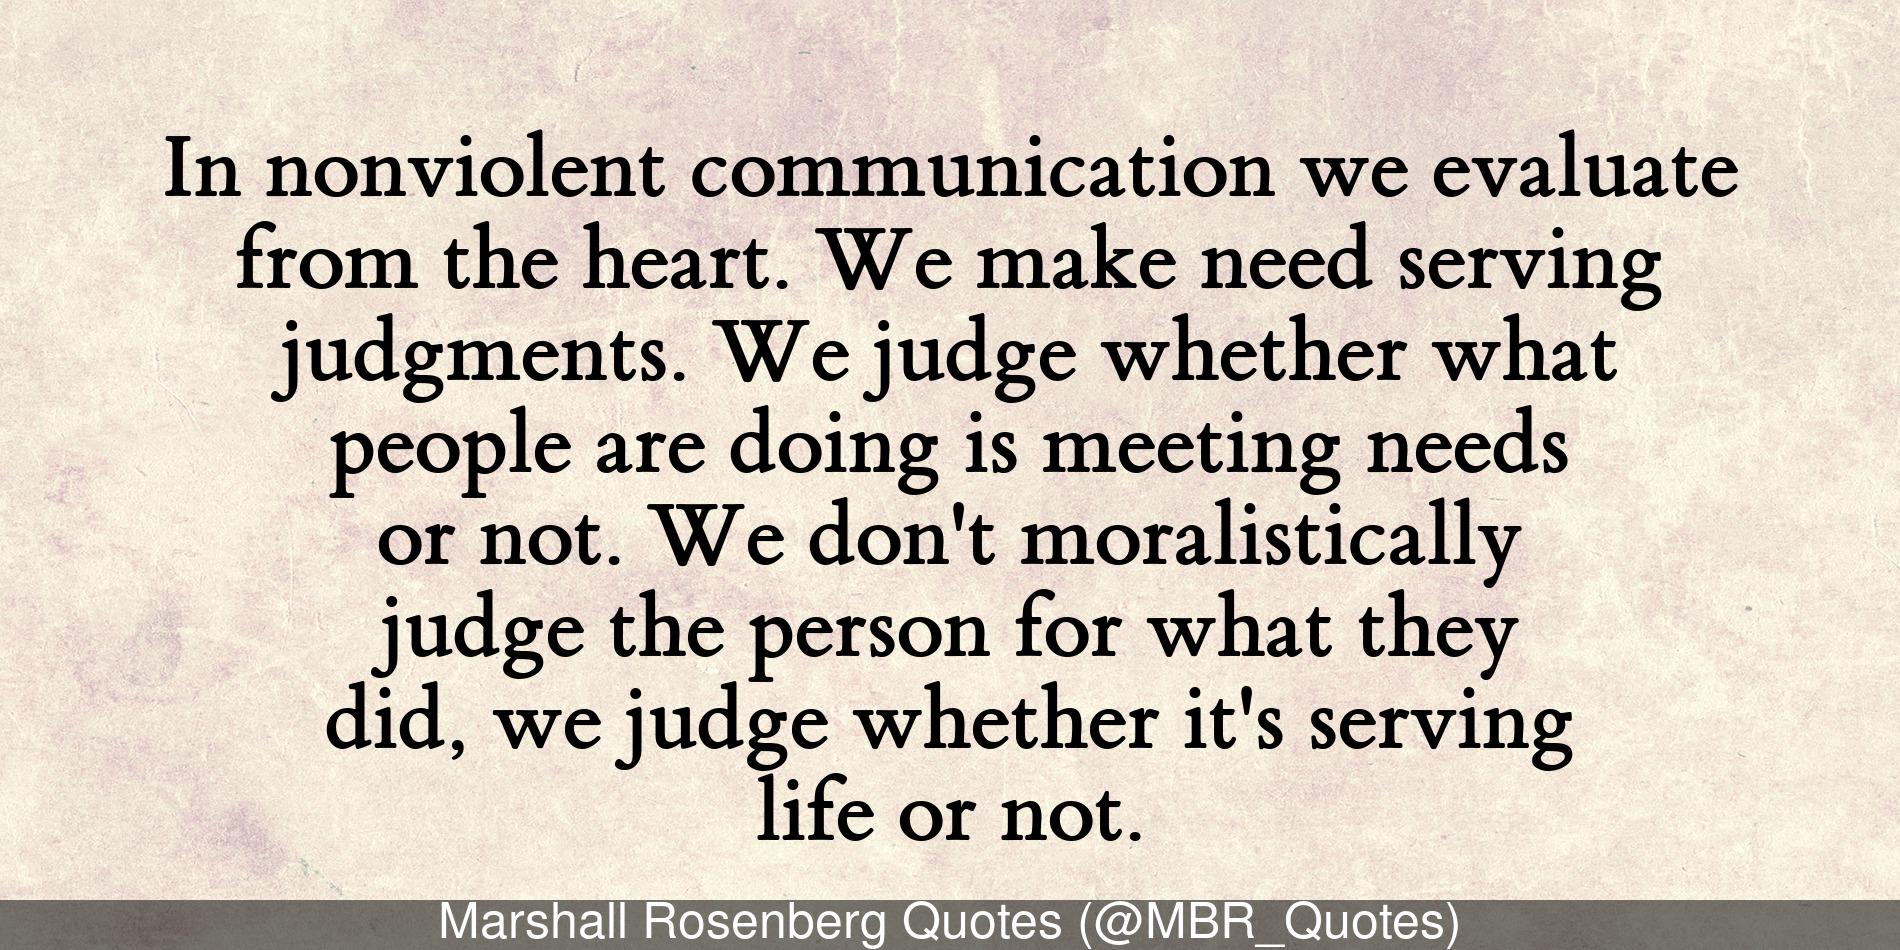 In nonviolent communication we evaluate
from the heart. We make need serving
judgments. We judge whether what
people are doing is meeting needs
or not. We don't moralistically
judge the person for what they
did, we judge whether it's serving
life or not.
Marshall Rosenberg Quotes (@MBR_Quotes)